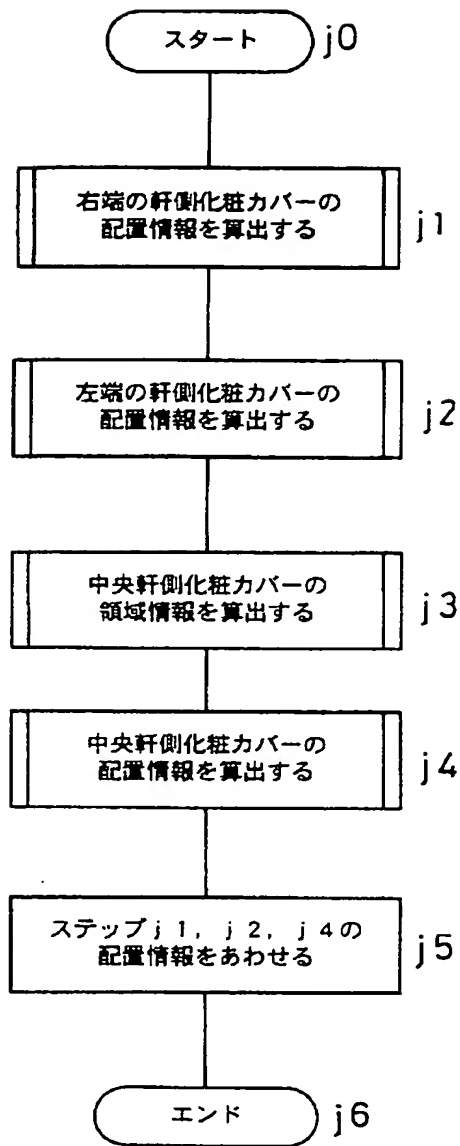 スタート j0
右端の軒側化粧カバーの
配置情報を算出する j1
左端の軒側化粧カバーの
配置情報を算出する j2
中央軒側化粧カバーの
領域情報を算出する j3
中央軒側化粧カバーの
配置情報を算出する j4
ステップj1，j2，j4の
配置情報をあわせる j5
エンド j6